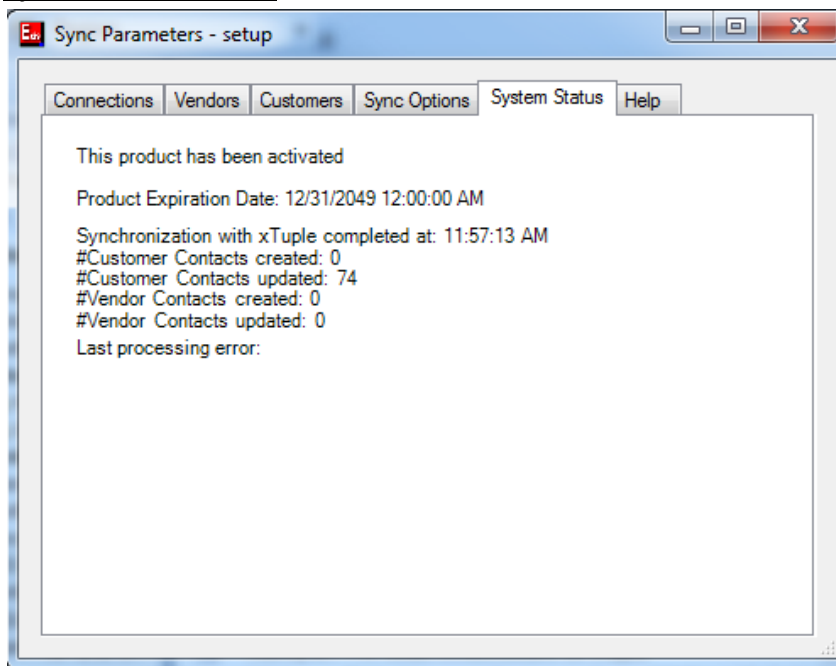 Sync Parameters - setup
Connections Vendors Customers Sync Options System Status Help
This product has been activated
Product Expiration Date: 12/31/2049 12:00:00 AM
Synchronization with xTuple completed at: 11:57:13 AM
#Customer Contacts created: 0
#Customer Contacts updated: 74
#Vendor Contacts created: 0
#Vendor Contacts updated: 0
Last processing error: